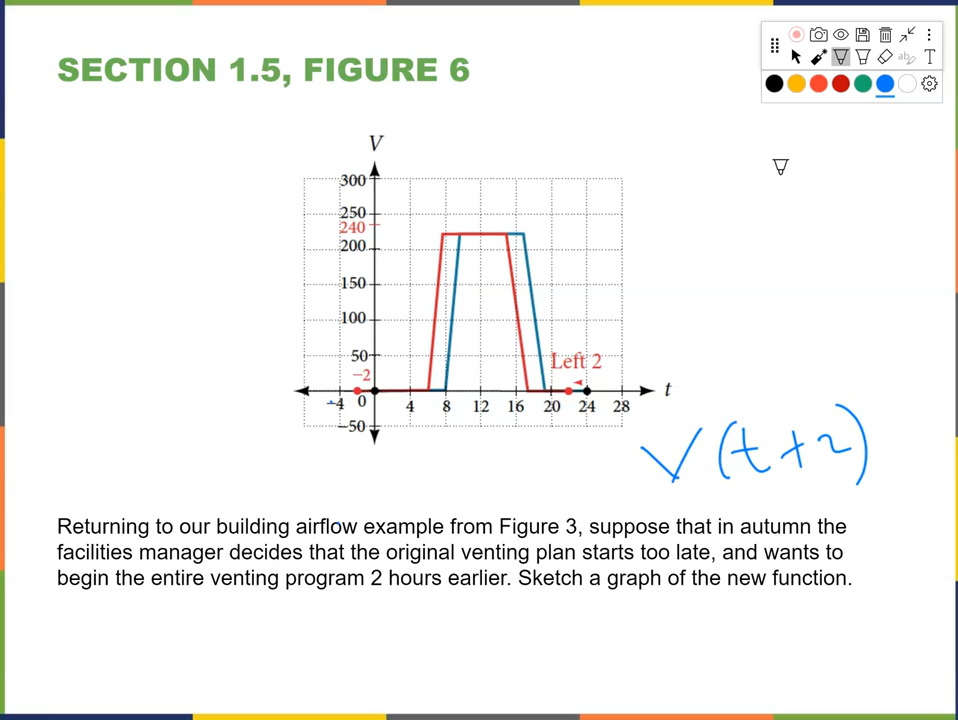 SECTION 1.5, FIGURE 6
ab
T
V
300
250
240
200
150
100
50
Left 2
-2
-4 0 4 8 12 16 20 24 28 t
-50
V(t+2)
Returning to our building airflow example from Figure 3, suppose that in autumn the
facilities manager decides that the original venting plan starts too late, and wants to
begin the entire venting program 2 hours earlier. Sketch a graph of the new function.